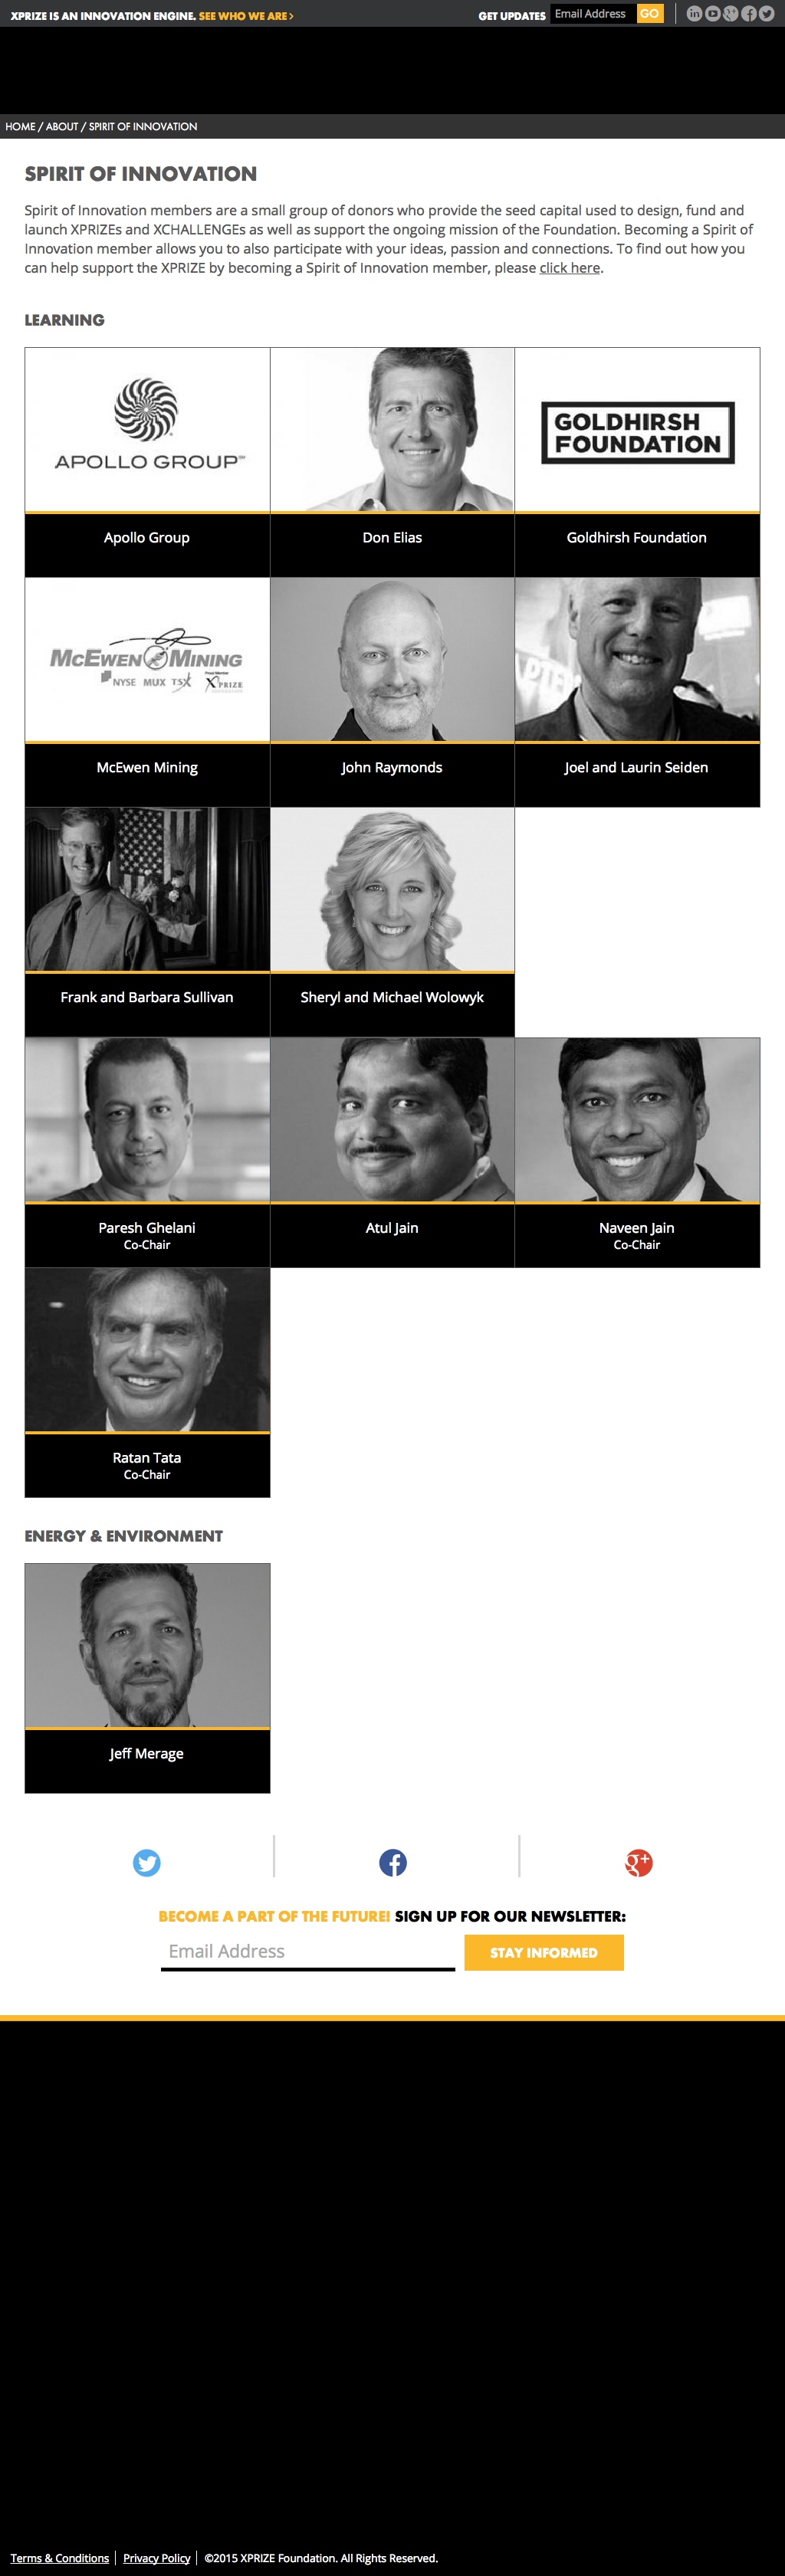 XPRIZE IS AN INNOVATION ENGINE. SEE WHO WE ARE ›
GET UPDATES Email Address GO
HOME / ABOUT / SPIRIT OF INNOVATION
SPIRIT OF INNOVATION
Spirit of Innovation members are a small group of donors who provide the seed capital used to design, fund and
launch XPRIZEs and XCHALLENGEs as well as support the ongoing mission of the Foundation. Becoming a Spirit of
Innovation member allows you to also participate with your ideas, passion and connections. To find out how you
can help support the XPRIZE by becoming a Spirit of Innovation member, please click here.
LEARNING
APOLLO GROUP
GOLDHIRSH
FOUNDATION
Apollo Group
Don Elias
Goldhirsh Foundation
MCEWEN MINING
NYSE MUX TSX
Proud Member
XPRIZE
McEwen Mining
John Raymonds
Joel and Laurin Seiden
Frank and Barbara Sullivan
Sheryl and Michael Wolowyk
Paresh Ghelani
Co-Chair
Atul Jain
Naveen Jain
Co-Chair
Ratan Tata
Co-Chair
ENERGY & ENVIRONMENT
Jeff Merage
BECOME A PART OF THE FUTURE! SIGN UP FOR OUR NEWSLETTER:
Email Address
STAY INFORMED
Terms & Conditions | Privacy Policy | ©2015 XPRIZE Foundation. All Rights Reserved.